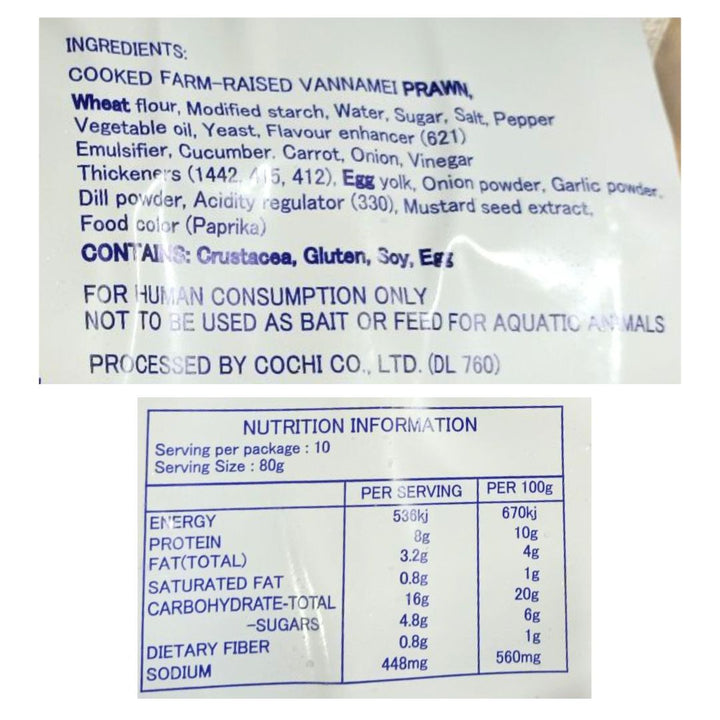 INGREDIENTS:
COOKED FARM-RAISED VANNAMEI PRAWN,
Wheat flour, Modified starch, Water, Sugar, Salt, Pepper
Vegetable oil, Yeast, Flavour enhancer (621)
Emulsifier, Cucumber. Carrot, Onion, Vinegar
Thickeners (1442, 415, 412), Egg yolk, Onion powder, Garlic powder,
Dill powder, Acidity regulator (330), Mustard seed extract,
Food color (Paprika)
CONTAINS: Crustacea, Gluten, Soy, Egg
FOR HUMAN CONSUMPTION ONLY
NOT TO BE USED AS BAIT OR FEED FOR AQUATIC ANIMALS
PROCESSED BY COCHI CO., LTD. (DL 760)
NUTRITION INFORMATION
Serving per package : 10
Serving Size : 80g
PER SERVING PER 100g
ENERGY 536kj 670kj
PROTEIN 8g 10g
FAT(TOTAL) 3.2g 4g
SATURATED FAT 0.8g 1g
CARBOHYDRATE-TOTAL 16g 20g
-SUGARS 4.8g 6g
DIETARY FIBER 0.8g 1g
SODIUM 448mg 560mg